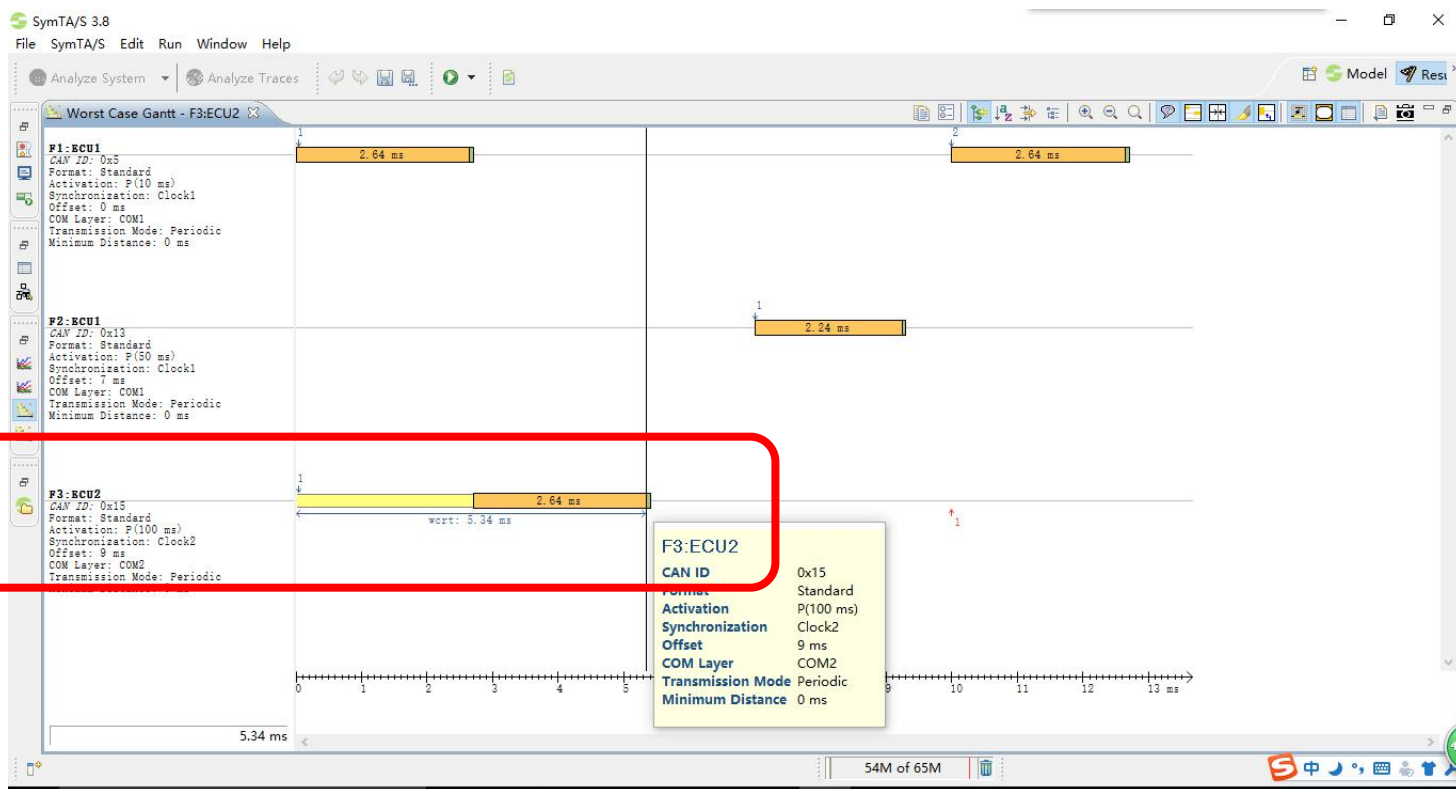 SymTA/S 3.8
File SymTA/S Edit Run Window Help
Analyze System Analyze Traces
Model Resu
Worst Case Gantt - F3:ECU2
F1:ECU1
CAN ID: 0x5
Format: Standard
Activation: P(10 ms)
Synchronization: Clock1
Offset: 0 ms
COM Layer: COM1
Transmission Mode: Periodic
Minimum Distance: 0 ms
1
2.64 ms
2
2.64 ms
F2:ECU1
CAN ID: 0x13
Format: Standard
Activation: P(50 ms)
Synchronization: Clock1
Offset: 7 ms
COM Layer: COM1
Transmission Mode: Periodic
Minimum Distance: 0 ms
1
2.24 ms
F3:ECU2
CAN ID: 0x15
Format: Standard
Activation: P(100 ms)
Synchronization: Clock2
Offset: 9 ms
COM Layer: COM2
Transmission Mode: Periodic
1
2.64 ms
wcrt: 5.34 ms
1
F3:ECU2
CAN ID 0x15
Format Standard
Activation P(100 ms)
Synchronization Clock2
Offset 9 ms
COM Layer COM2
Transmission Mode Periodic
Minimum Distance 0 ms
0 1 2 3 4 5 9 10 11 12 13 ms
5.34 ms
54M of 65M
中